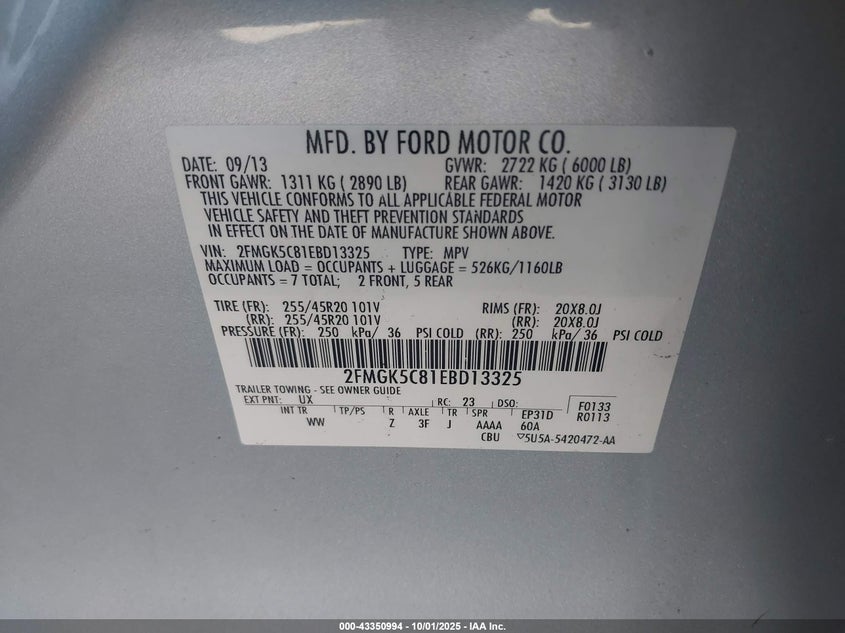 MFD. BY FORD MOTOR CO.
DATE: 09/13 GVWR: 2722 KG ( 6000 LB)
FRONT GAWR: 1311 KG ( 2890 LB) REAR GAWR: 1420 KG ( 3130 LB)
THIS VEHICLE CONFORMS TO ALL APPLICABLE FEDERAL MOTOR
VEHICLE SAFETY AND THEFT PREVENTION STANDARDS
IN EFFECT ON THE DATE OF MANUFACTURE SHOWN ABOVE.
VIN: 2FMGK5C81EBD13325 TYPE: MPV
MAXIMUM LOAD = OCCUPANTS + LUGGAGE = 526KG/1160LB
OCCUPANTS = 7 TOTAL; 2 FRONT, 5 REAR
TIRE (FR): 255/45R20 101V RIMS (FR): 20X8.0J
(RR): 255/45R20 101V (RR): 20X8.0J
PRESSURE (FR): 250 kPa/ 36 PSI COLD (RR): 250 kPa/ 36 PSI COLD
2FMGK5C81EBD13325
TRAILER TOWING - SEE OWNER GUIDE
EXT PNT: UX RC: 23 DSO: F0133
INT TR TP/PS R AXLE TR SPR EP31D R0113
WW Z 3F J AAAA 60A
CBU 5U5A-5420472-AA
000-43350994 - 10/01/2025 - IAA Inc.